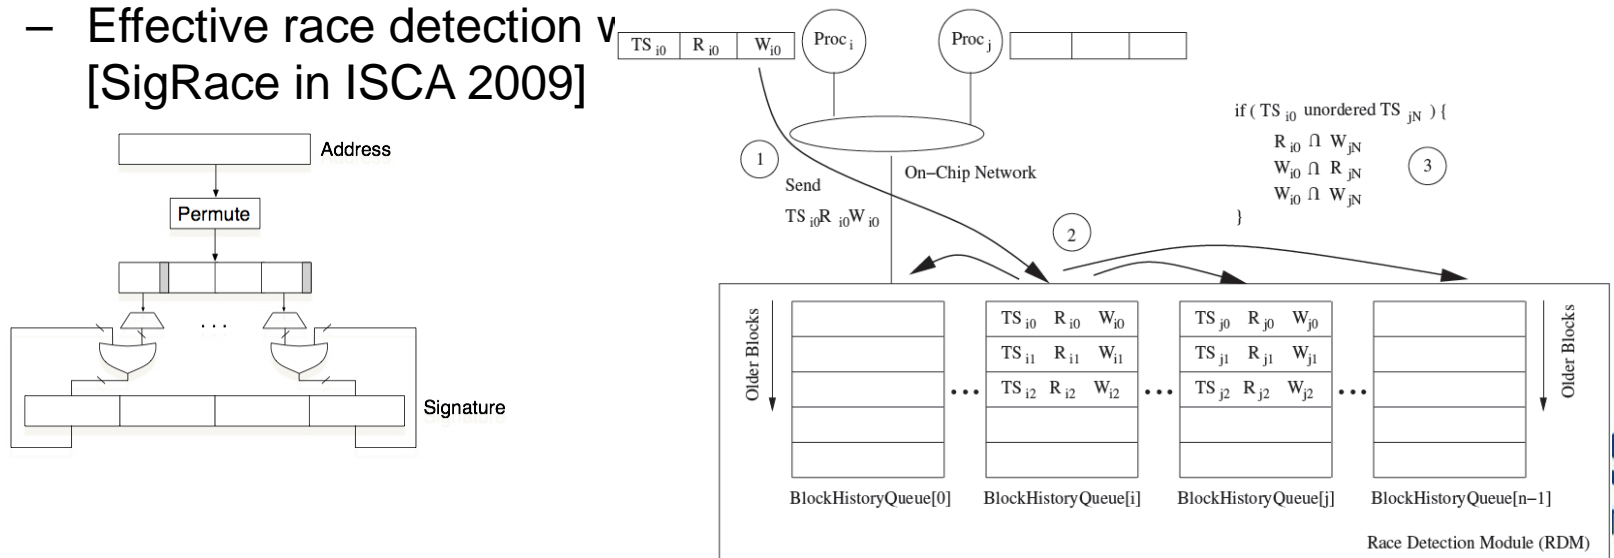 – Effective race detection w
[SigRace in ISCA 2009]
Address
Permute
. . .
Signature
TS i0 R i0 W i0
Proc i
Proc j
1
Send
TS i0 R i0 W i0
On–Chip Network
2
if ( TS i0 unordered TS jN ) {
R i0 ∩ W jN
W i0 ∩ R jN
W i0 ∩ W jN
}
3
Older Blocks
TS i0 R i0 W i0
TS i1 R i1 W i1
TS i2 R i2 W i2
TS j0 R j0 W j0
TS j1 R j1 W j1
TS j2 R j2 W j2
... ... ...
Older Blocks
BlockHistoryQueue[0] BlockHistoryQueue[i] BlockHistoryQueue[j] BlockHistoryQueue[n–1]
Race Detection Module (RDM)